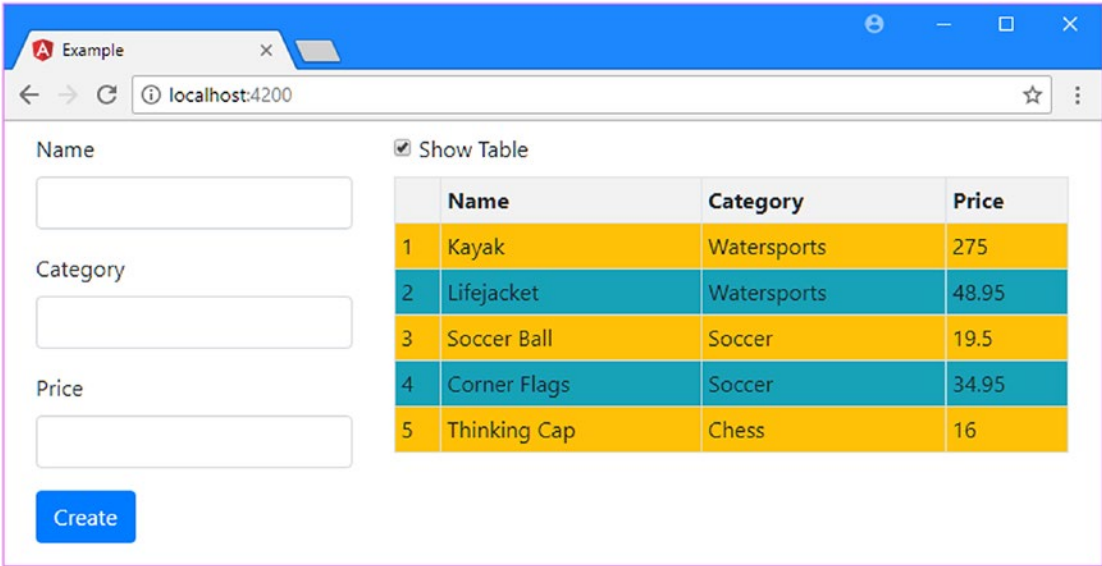 Example
localhost:4200
Name
Category
Price
Create
Show Table
Name Category Price
1 Kayak Watersports 275
2 Lifejacket Watersports 48.95
3 Soccer Ball Soccer 19.5
4 Corner Flags Soccer 34.95
5 Thinking Cap Chess 16